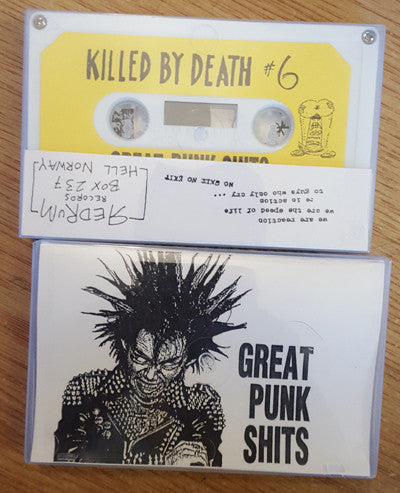 KILLED BY DEATH #6
GREAT PUNK SHITS
REDRUM
RECORDS
BOX 237
HELL
NORWAY
we are reaction
we are the speed of life
re in action
to guys who only cry ...
NO EXIT NO EXIT
GREAT
PUNK
SHITS